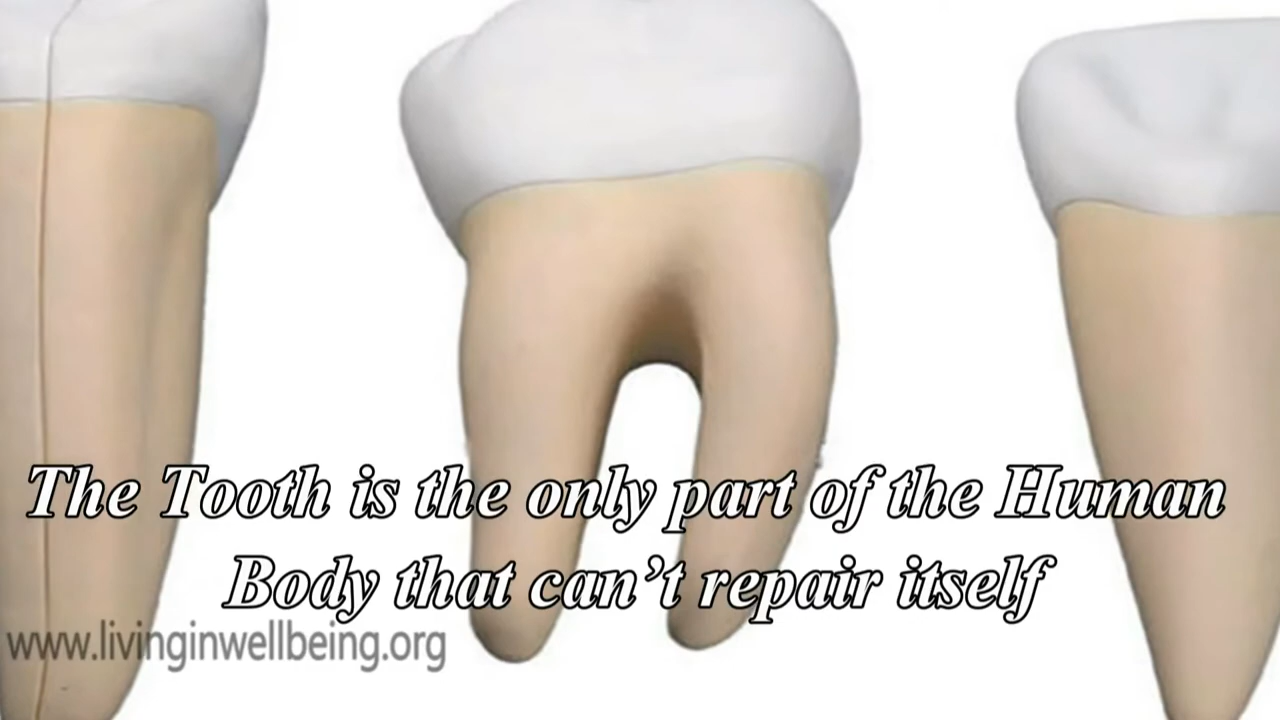 The Tooth is the only part of the Human
Body that can’t repair itself
www.livinginwellbeing.org